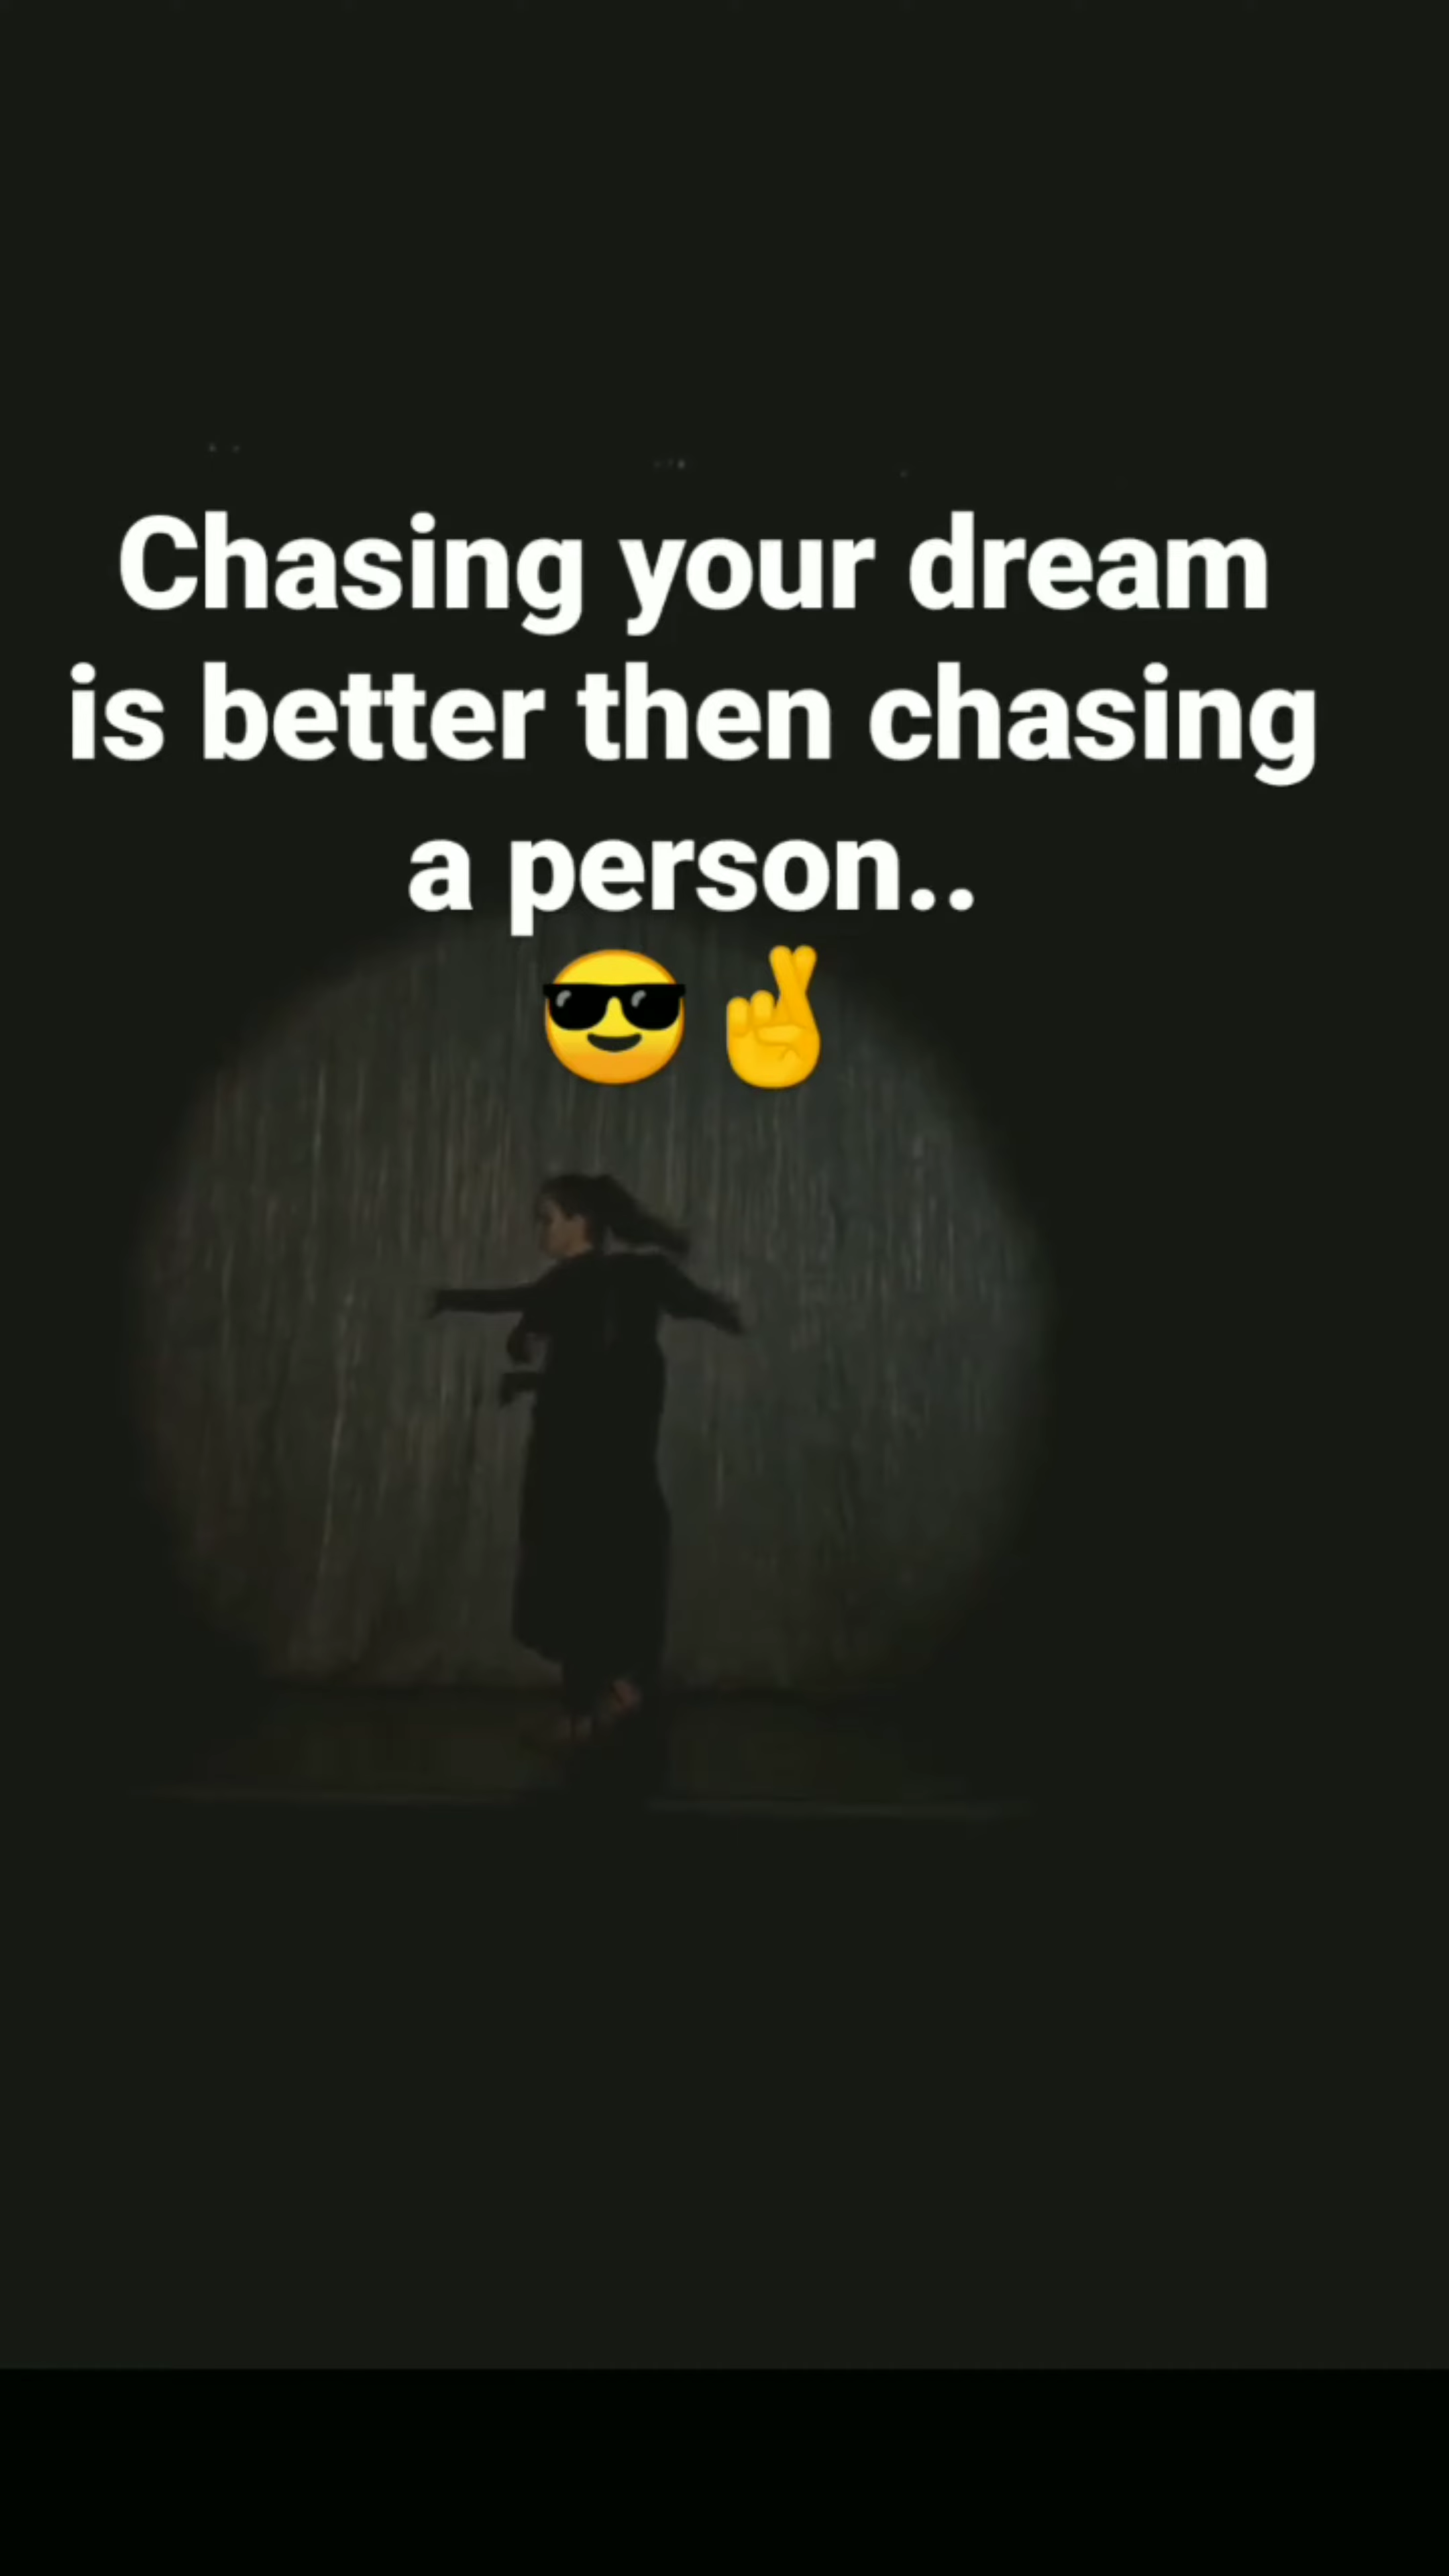 Chasing your dream
is better then chasing
a person..
😎🤞